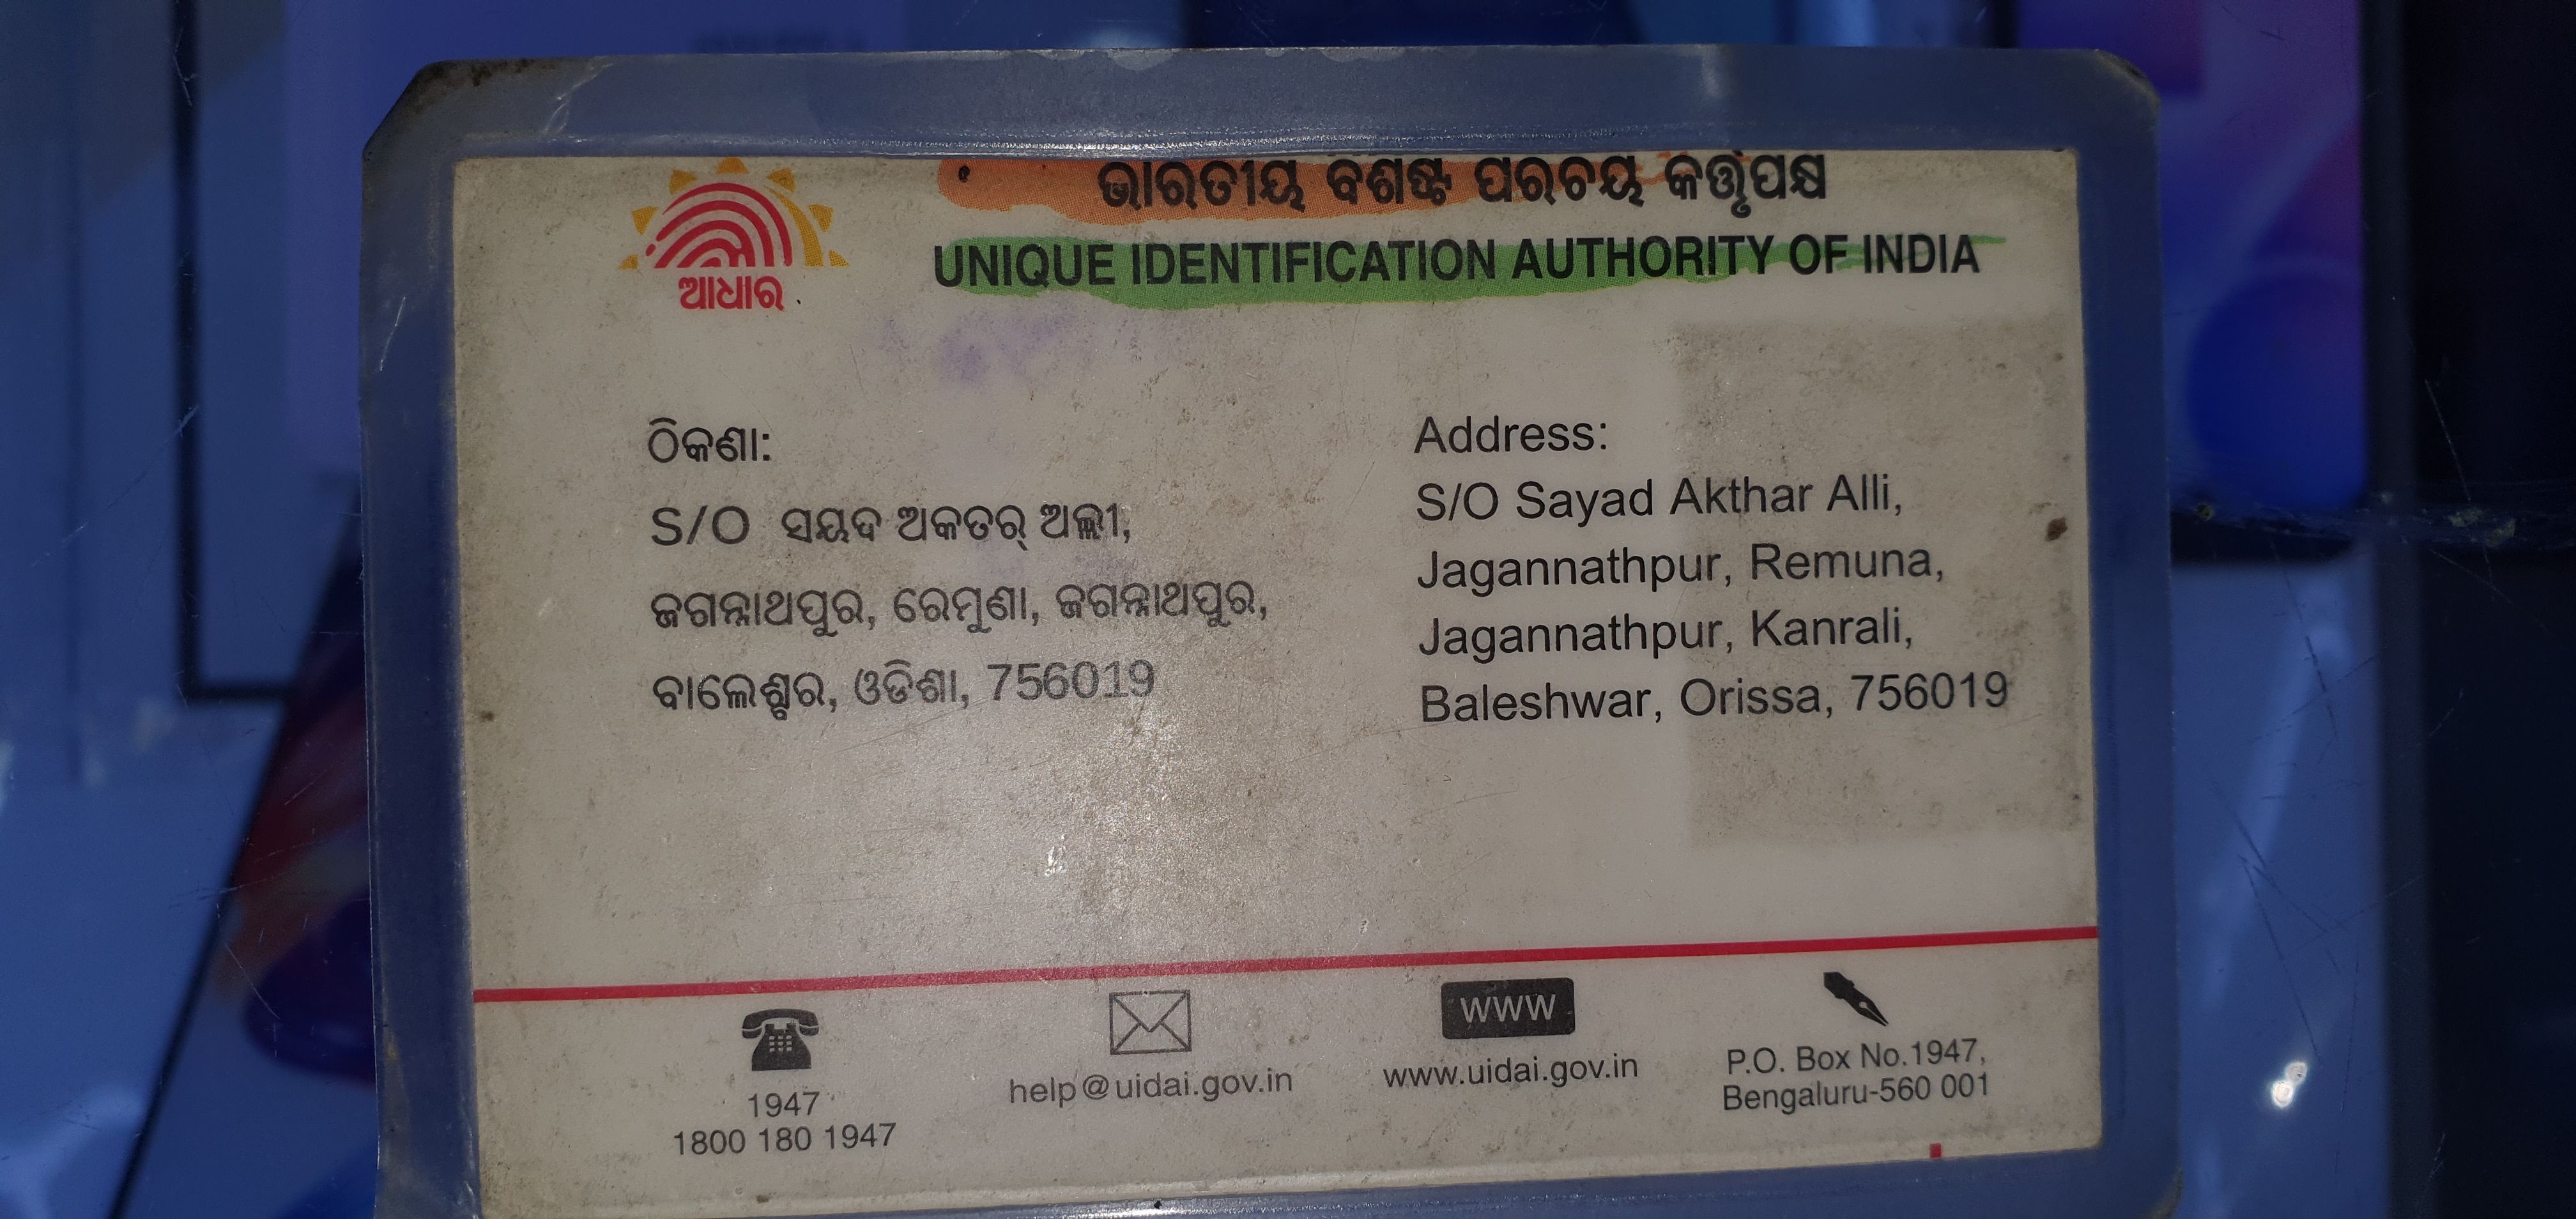 ଭାରତୀୟ ବଶଷ୍ଟ ପରଚୟ କର୍ତ୍ତୃପକ୍ଷ
UNIQUE IDENTIFICATION AUTHORITY OF INDIA
ଆଧାର
ଠିକଣା:
S/O ସୟଦ ଅକତର୍ ଅଲ୍ଲୀ,
ଜଗନ୍ନାଥପୁର, ରେମୁଣା, ଜଗନ୍ନାଥପୁର,
ବାଲେଶ୍ବର, ଓଡିଶା, 756019
Address:
S/O Sayad Akthar Alli,
Jagannathpur, Remuna,
Jagannathpur, Kanrali,
Baleshwar, Orissa, 756019
1947
1800 180 1947
help@uidai.gov.in
WWW
www.uidai.gov.in
P.O. Box No.1947,
Bengaluru-560 001